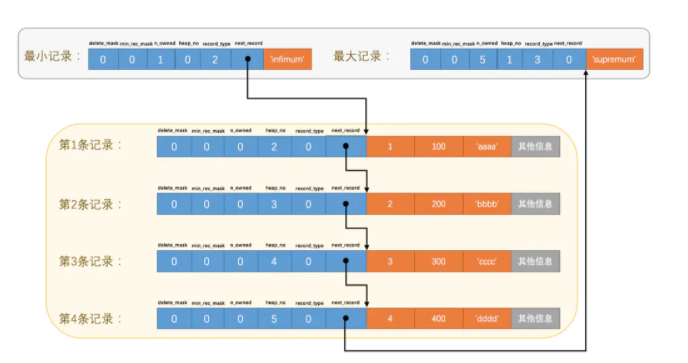 delete_mask min_rec_mask n_owned heap_no record_type next_record delete_mask min_rec_mask n_owned heap_no record_type next_record
最小记录： 0 0 1 0 2 'infimum' 最大记录： 0 0 5 1 3 0 'supremum'
delete_mask min_rec_mask n_owned heap_no record_type next_record
第1条记录： 0 0 0 2 0 1 100 'aaaa' 其他信息
delete_mask min_rec_mask n_owned heap_no record_type next_record
第2条记录： 0 0 0 3 0 2 200 'bbbb' 其他信息
delete_mask min_rec_mask n_owned heap_no record_type next_record
第3条记录： 0 0 0 4 0 3 300 'cccc' 其他信息
delete_mask min_rec_mask n_owned heap_no record_type next_record
第4条记录： 0 0 0 5 0 4 400 'dddd' 其他信息